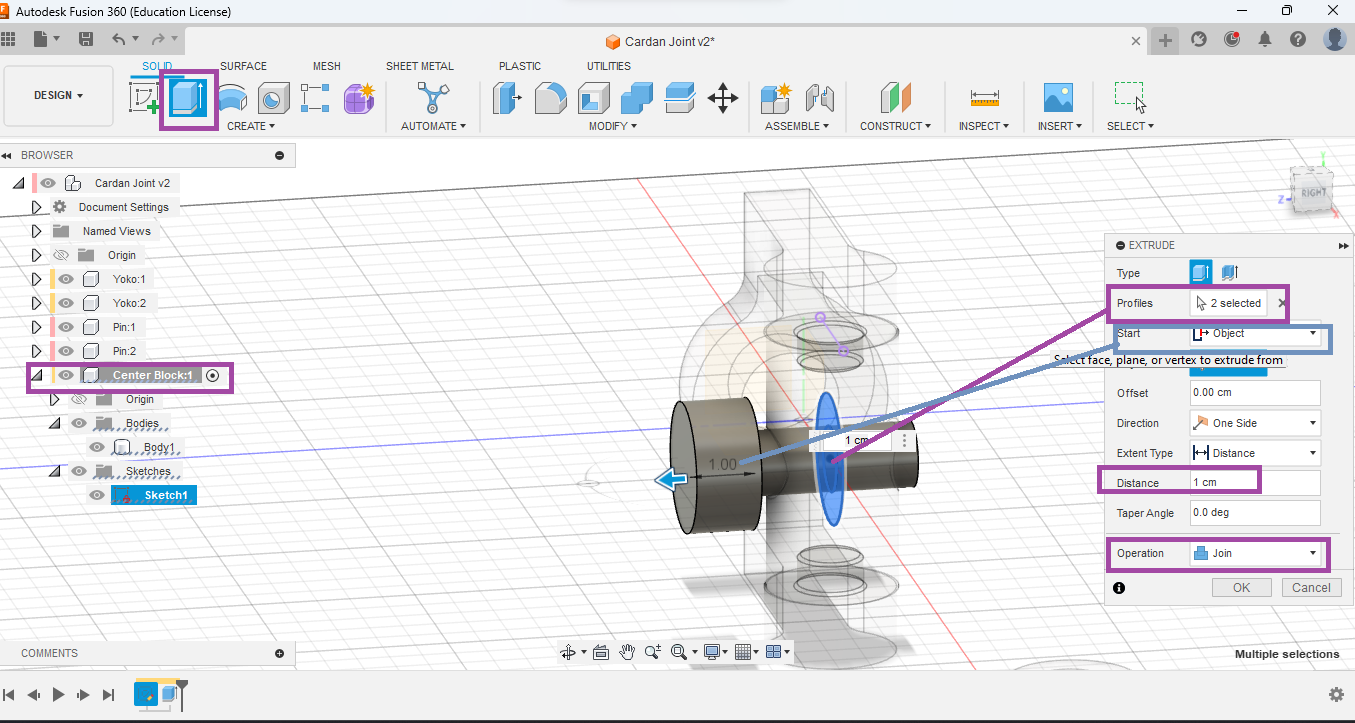 Autodesk Fusion 360 (Education License)
Cardan Joint v2*
SOLID SURFACE MESH SHEET METAL PLASTIC UTILITIES
DESIGN
CREATE AUTOMATE MODIFY ASSEMBLE CONSTRUCT INSPECT INSERT SELECT
BROWSER
Cardan Joint v2
Document Settings
Named Views
Origin
Yoko:1
Yoko:2
Pin:1
Pin:2
Center Block:1
Origin
Bodies
Body1
Sketches
Sketch1
1 cm
1.00
Y
RIGHT
Z
X
EXTRUDE
Type
Profiles 2 selected
Start Object
Select face, plane, or vertex to extrude from
Offset 0.00 cm
Direction One Side
Extent Type Distance
Distance 1 cm
Taper Angle 0.0 deg
Operation Join
OK Cancel
COMMENTS
Multiple selections